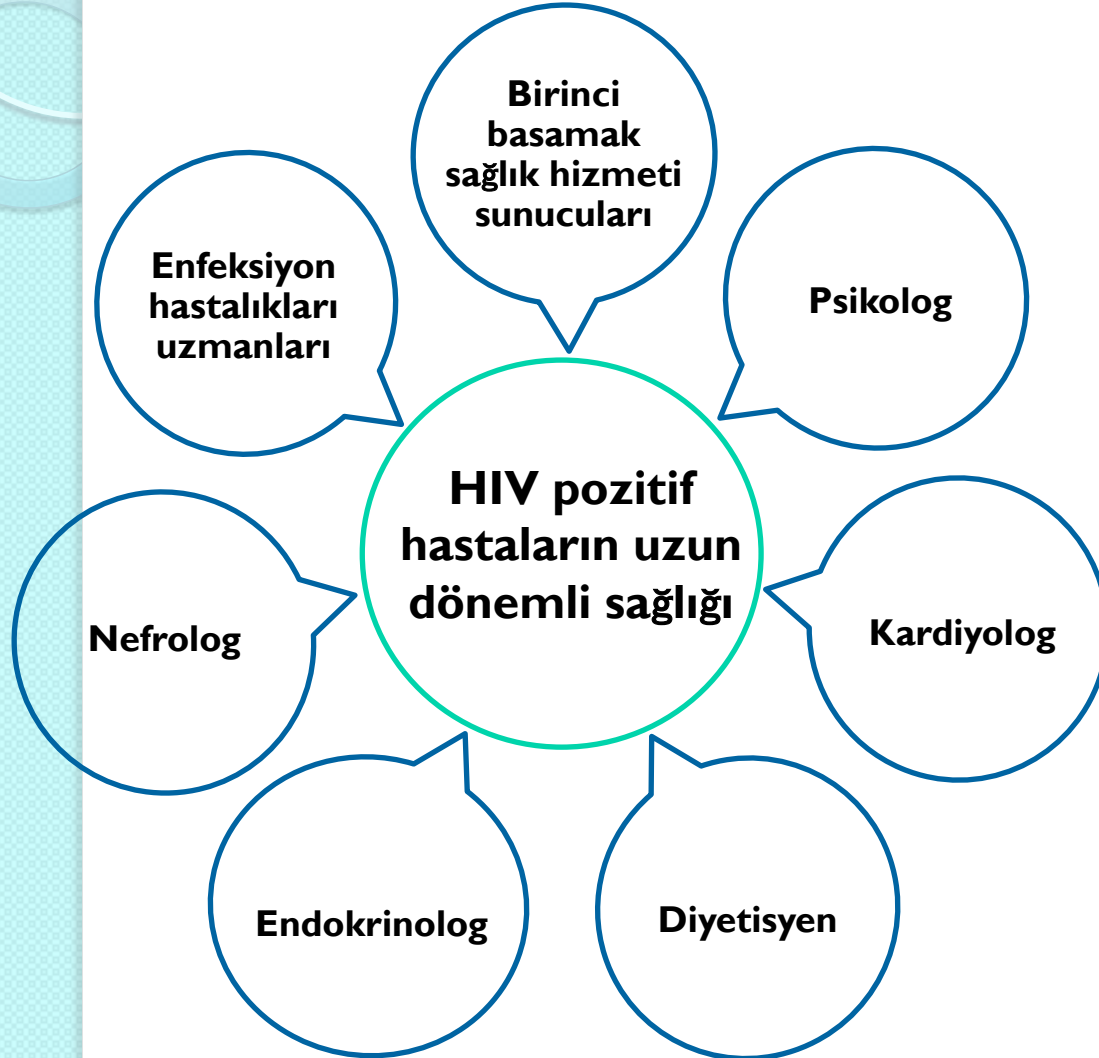 Birinci
basamak
sağlık hizmeti
sunucuları
Enfeksiyon
hastalıkları
uzmanları
Psikolog
HIV pozitif
hastaların uzun
dönemli sağlığı
Nefrolog
Kardiyolog
Endokrinolog
Diyetisyen